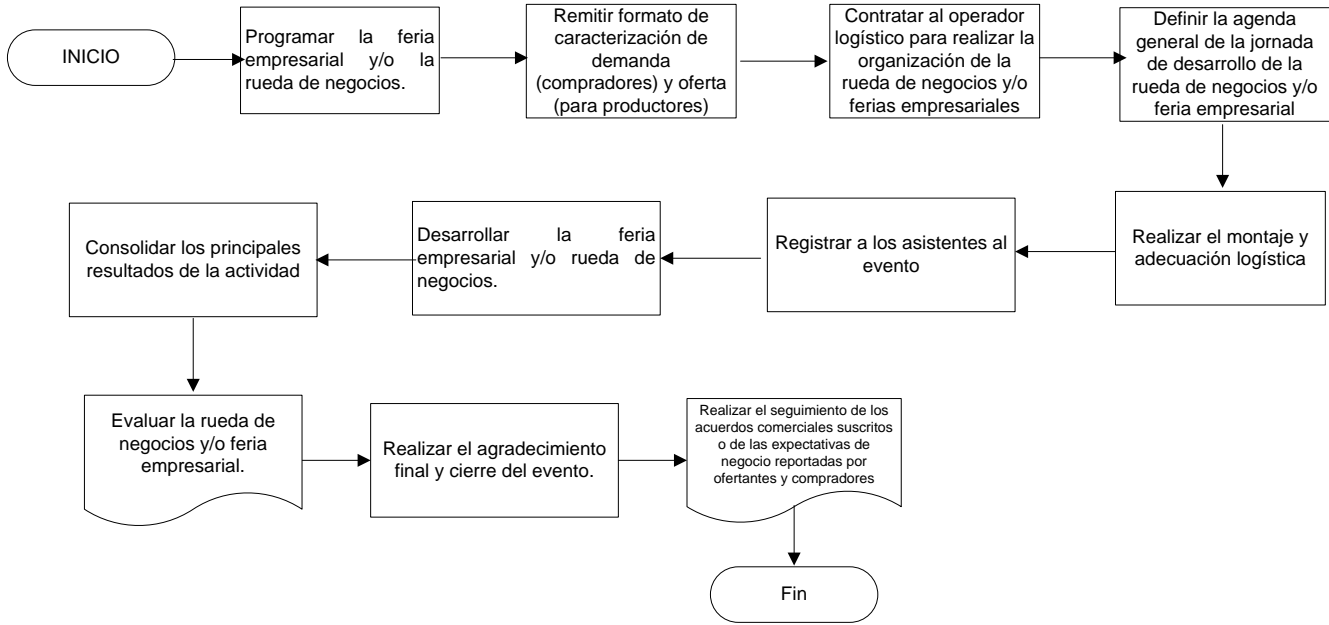 INICIO
Programar la feria
empresarial y/o la
rueda de negocios.
Remitir formato de
caracterización de
demanda
(compradores) y oferta
(para productores)
Contratar al operador
logístico para realizar la
organización de la
rueda de negocios y/o
ferias empresariales
Definir la agenda
general de la jornada
de desarrollo de la
rueda de negocios y/o
feria empresarial
Realizar el montaje y
adecuación logística
Registrar a los asistentes al
evento
Desarrollar la feria
empresarial y/o rueda de
negocios.
Consolidar los principales
resultados de la actividad
Evaluar la rueda de
negocios y/o feria
empresarial.
Realizar el agradecimiento
final y cierre del evento.
Realizar el seguimiento de los
acuerdos comerciales suscritos
o de las expectativas de
negocio reportadas por
ofertantes y compradores
Fin